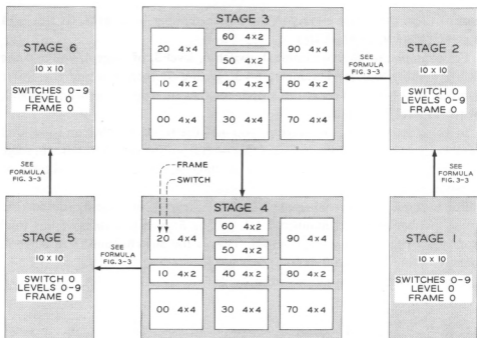 STAGE 6
10 x 10
SWITCHES 0-9
LEVEL 0
FRAME 0
STAGE 3
60 4x2
20 4x4
90 4x4
50 4x2
10 4x2
40 4x2
80 4x2
00 4x4
30 4x4
70 4x4
SEE
FORMULA
FIG. 3-3
STAGE 2
10 x 10
SWITCH 0
LEVELS 0-9
FRAME 0
SEE
FORMULA
FIG. 3-3
FRAME
SWITCH
SEE
FORMULA
FIG. 3-3
STAGE 5
10 x 10
SWITCH 0
LEVELS 0-9
FRAME 0
SEE
FORMULA
FIG. 3-3
STAGE 4
60 4x2
20 4x4
90 4x4
50 4x2
10 4x2
40 4x2
80 4x2
00 4x4
30 4x4
70 4x4
STAGE 1
10 x 10
SWITCHES 0-9
LEVELS 0-9
FRAME 0